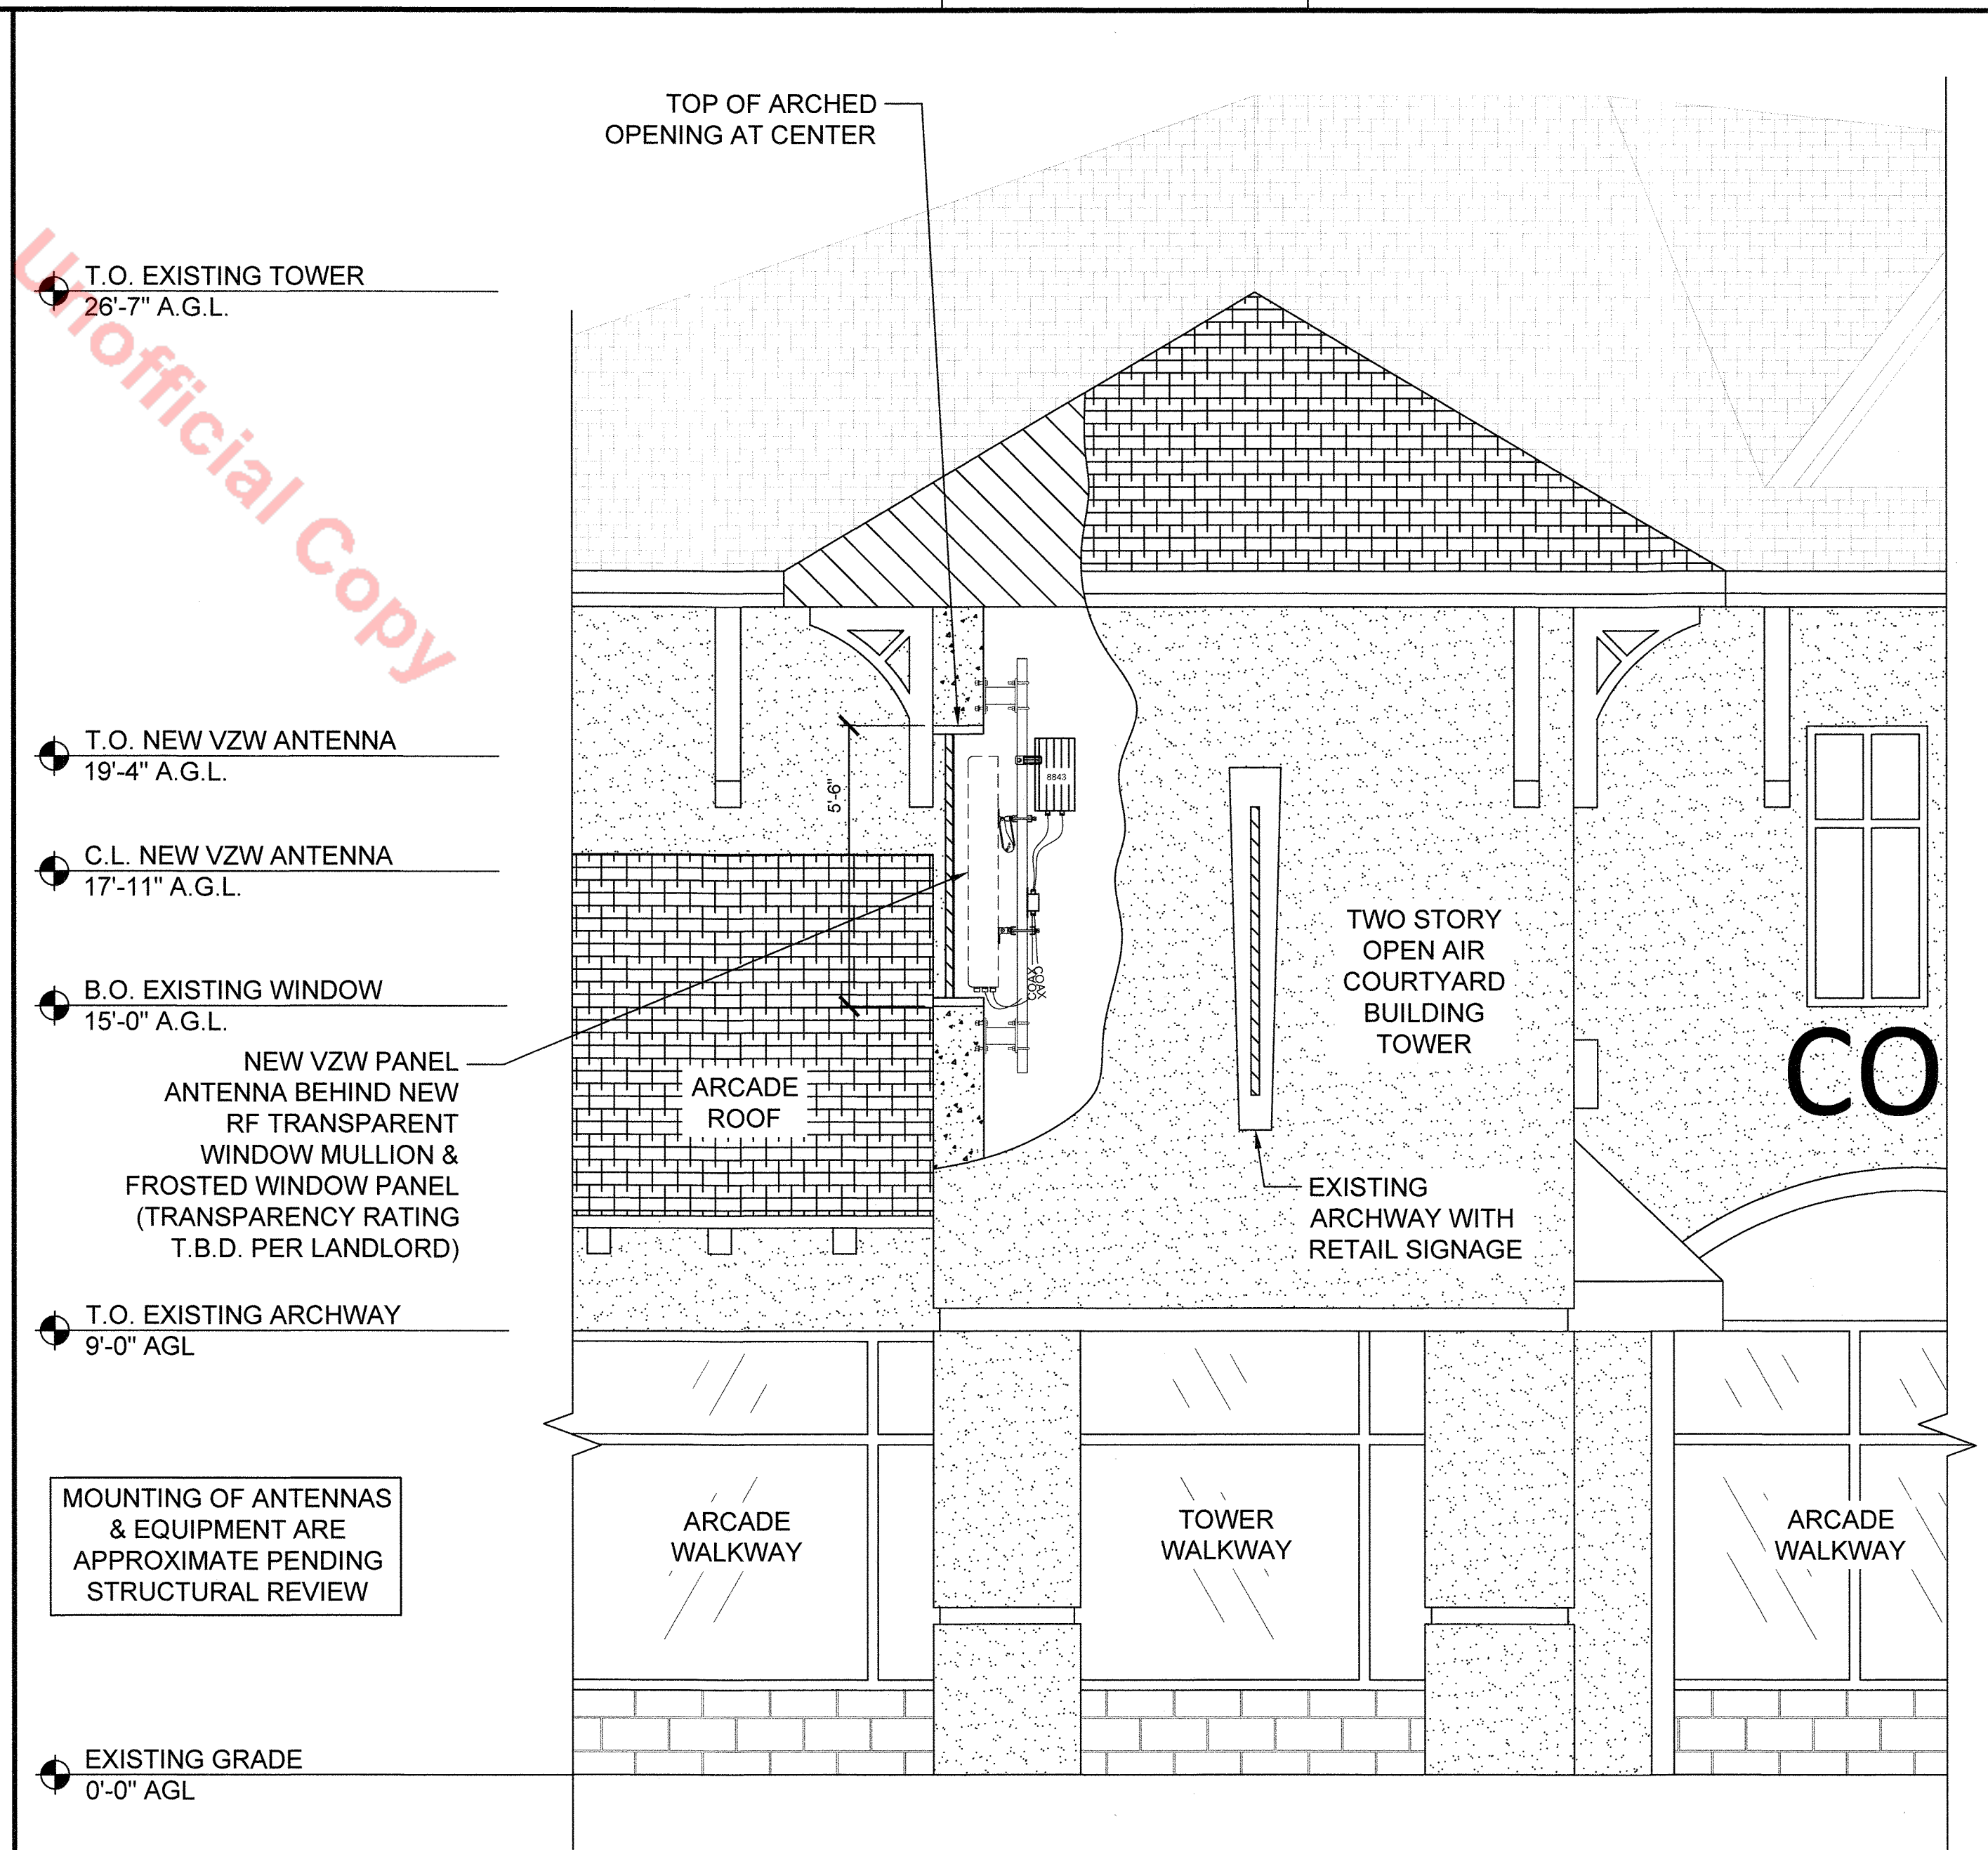 TOP OF ARCHED
OPENING AT CENTER
Unofficial Copy
T.O. EXISTING TOWER
26'-7" A.G.L.
T.O. NEW VZW ANTENNA
19'-4" A.G.L.
C.L. NEW VZW ANTENNA
17'-11" A.G.L.
B.O. EXISTING WINDOW
15'-0" A.G.L.
NEW VZW PANEL
ANTENNA BEHIND NEW
RF TRANSPARENT
WINDOW MULLION &
FROSTED WINDOW PANEL
(TRANSPARENCY RATING
T.B.D. PER LANDLORD)
T.O. EXISTING ARCHWAY
9'-0" AGL
MOUNTING OF ANTENNAS
& EQUIPMENT ARE
APPROXIMATE PENDING
STRUCTURAL REVIEW
EXISTING GRADE
0'-0" AGL
5'-6"
8843
COAX
COAX
ARCADE
ROOF
TWO STORY
OPEN AIR
COURTYARD
BUILDING
TOWER
CO
EXISTING
ARCHWAY WITH
RETAIL SIGNAGE
ARCADE
WALKWAY
TOWER
WALKWAY
ARCADE
WALKWAY